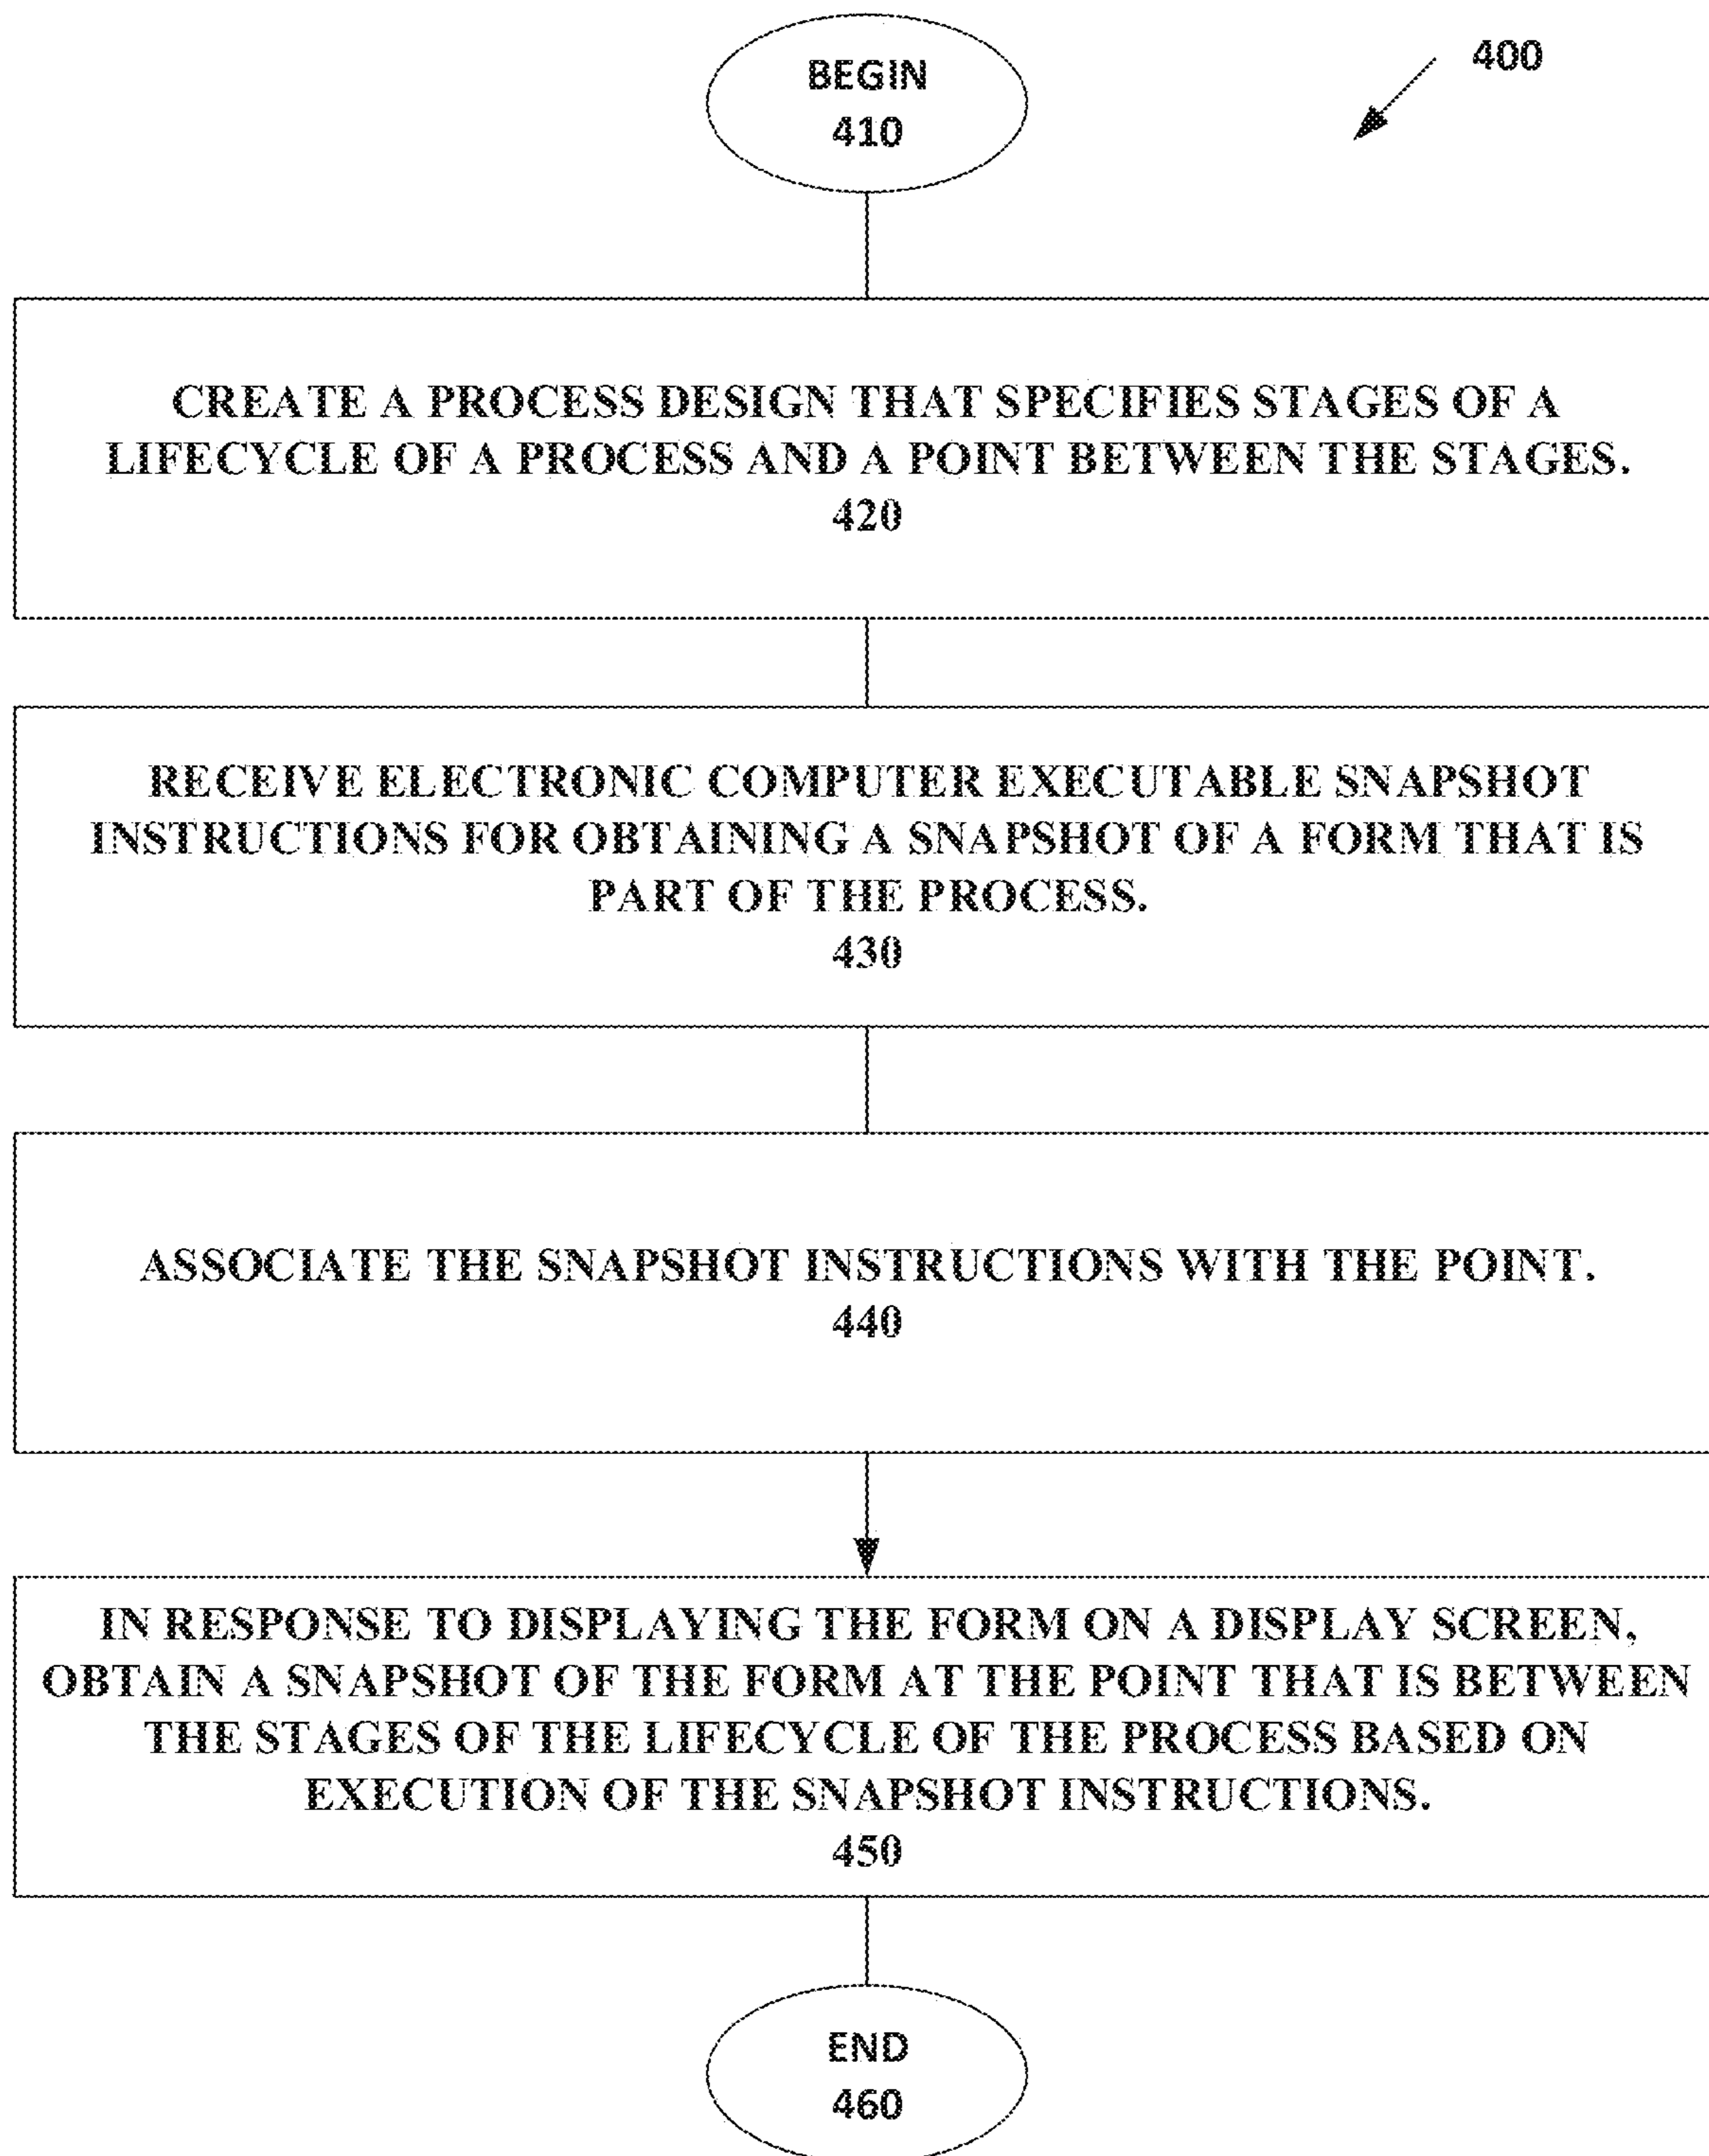 400
BEGIN
410
CREATE A PROCESS DESIGN THAT SPECIFIES STAGES OF A
LIFECYCLE OF A PROCESS AND A POINT BETWEEN THE STAGES.
420
RECEIVE ELECTRONIC COMPUTER EXECUTABLE SNAPSHOT
INSTRUCTIONS FOR OBTAINING A SNAPSHOT OF A FORM THAT IS
PART OF THE PROCESS.
430
ASSOCIATE THE SNAPSHOT INSTRUCTIONS WITH THE POINT.
440
IN RESPONSE TO DISPLAYING THE FORM ON A DISPLAY SCREEN,
OBTAIN A SNAPSHOT OF THE FORM AT THE POINT THAT IS BETWEEN
THE STAGES OF THE LIFECYCLE OF THE PROCESS BASED ON
EXECUTION OF THE SNAPSHOT INSTRUCTIONS.
450
END
460